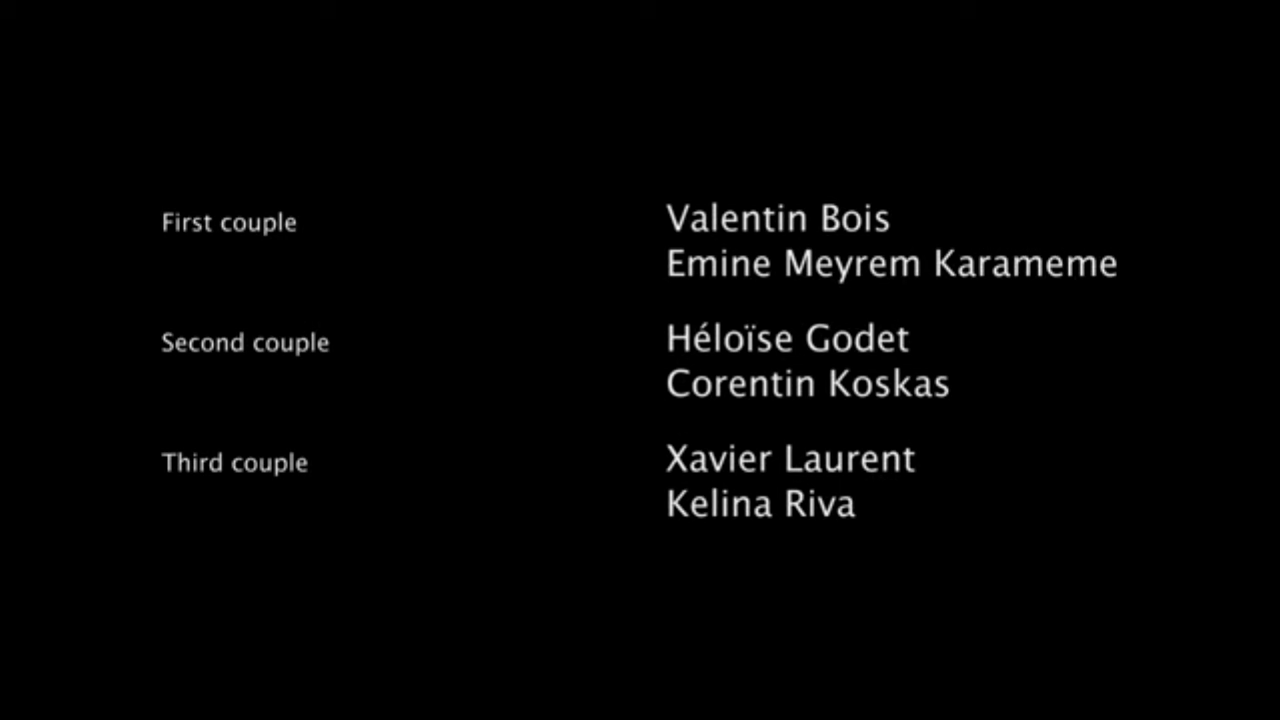 First couple Valentin Bois
Emine Meyrem Karameme
Second couple Héloïse Godet
Corentin Koskas
Third couple Xavier Laurent
Kelina Riva